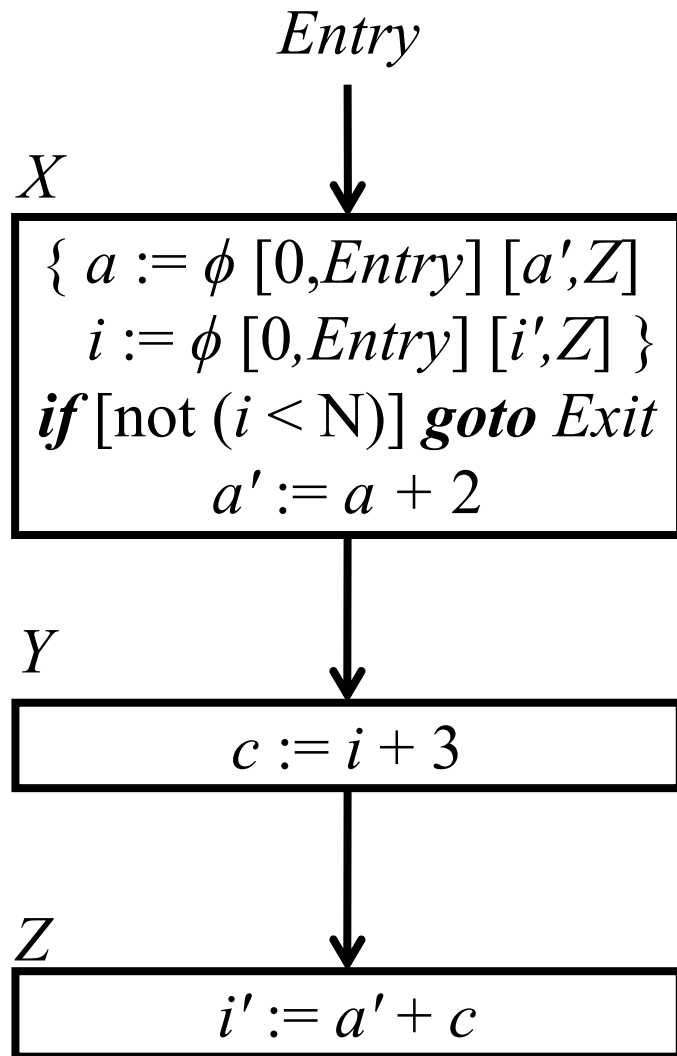 Entry
X
{ a := ϕ [0,Entry] [a′,Z]
i := ϕ [0,Entry] [i′,Z] }
if [not (i < N)] goto Exit
a′ := a + 2
Y
c := i + 3
Z
i′ := a′ + c